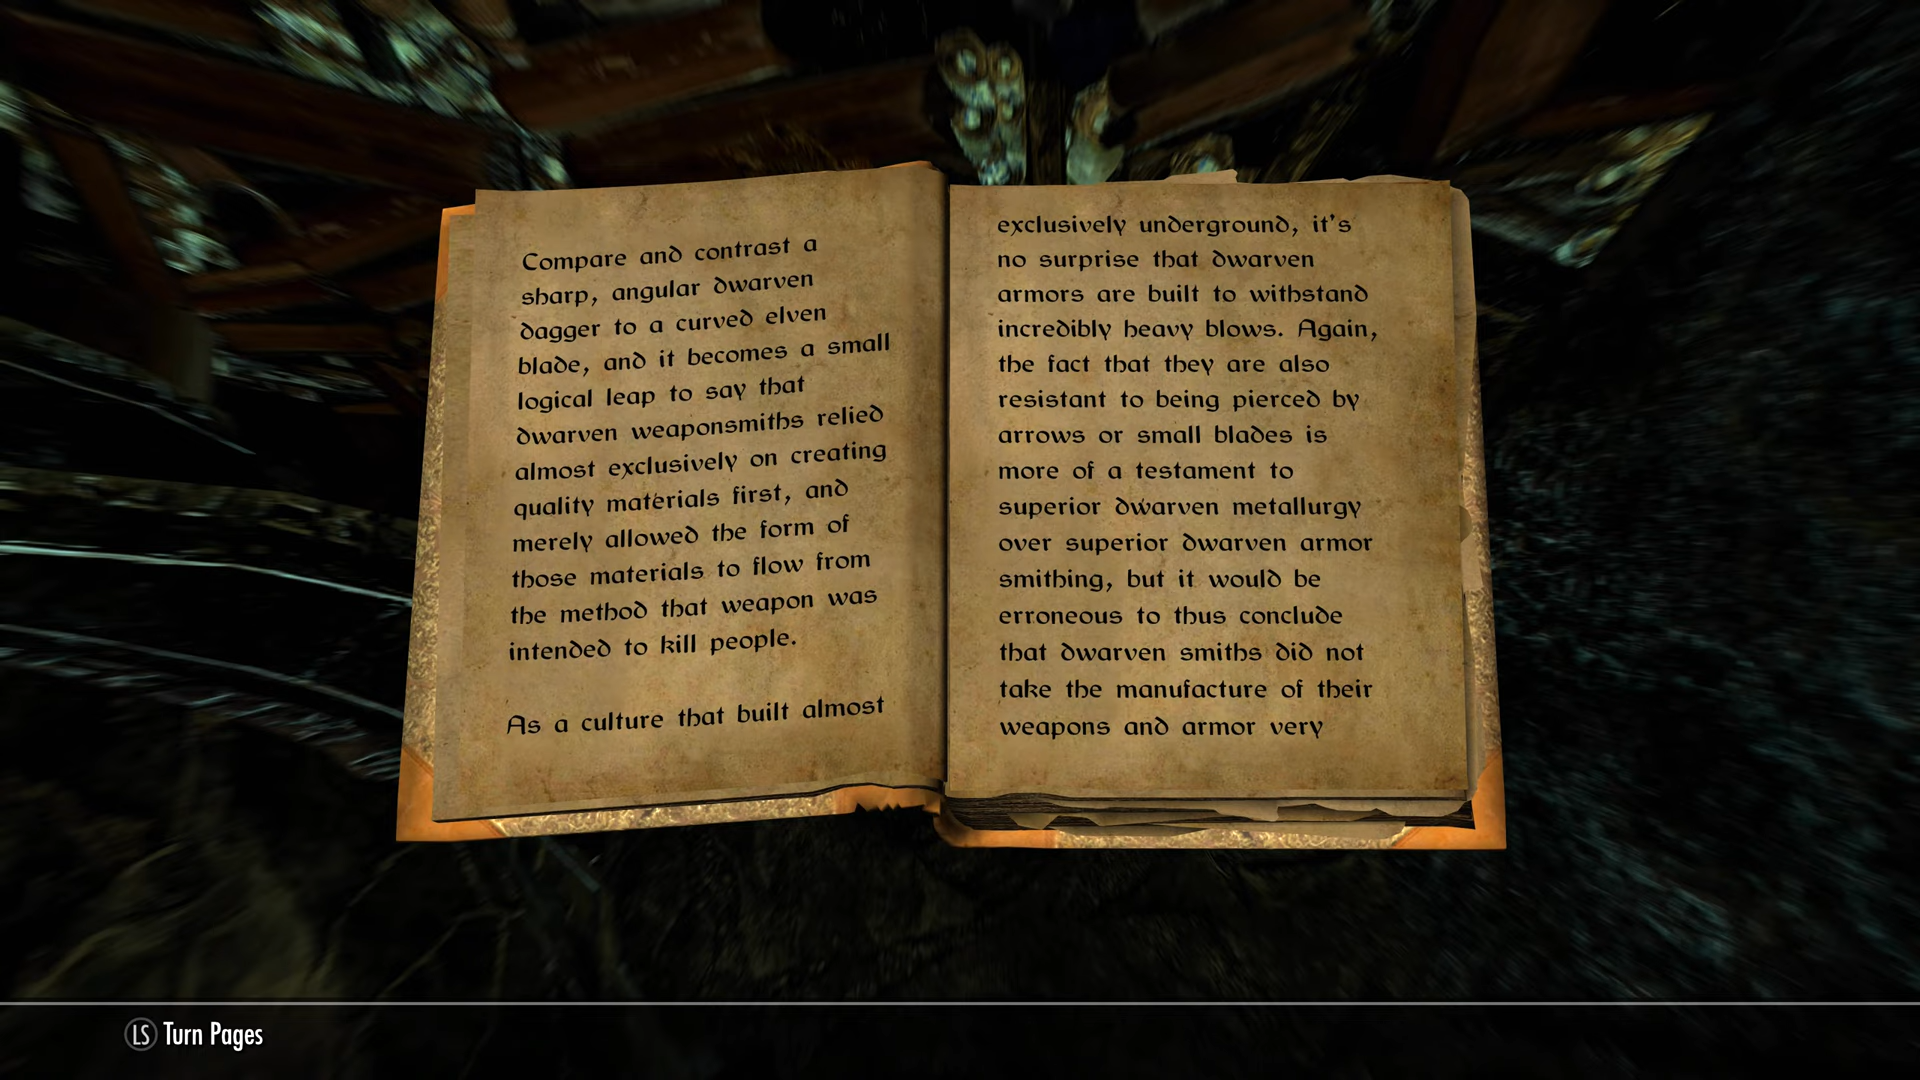 Compare and contrast a
sharp, angular dwarven
dagger to a curved elven
blade, and it becomes a small
logical leap to say that
dwarven weaponsmiths relied
almost exclusively on creating
quality materials first, and
merely allowed the form of
those materials to flow from
the method that weapon was
intended to kill people.
As a culture that built almost
exclusively underground, it's
no surprise that dwarven
armors are built to withstand
incredibly heavy blows. Again,
the fact that they are also
resistant to being pierced by
arrows or small blades is
more of a testament to
superior dwarven metallurgy
over superior dwarven armor
smithing, but it would be
erroneous to thus conclude
that dwarven smiths did not
take the manufacture of their
weapons and armor very
LS Turn Pages